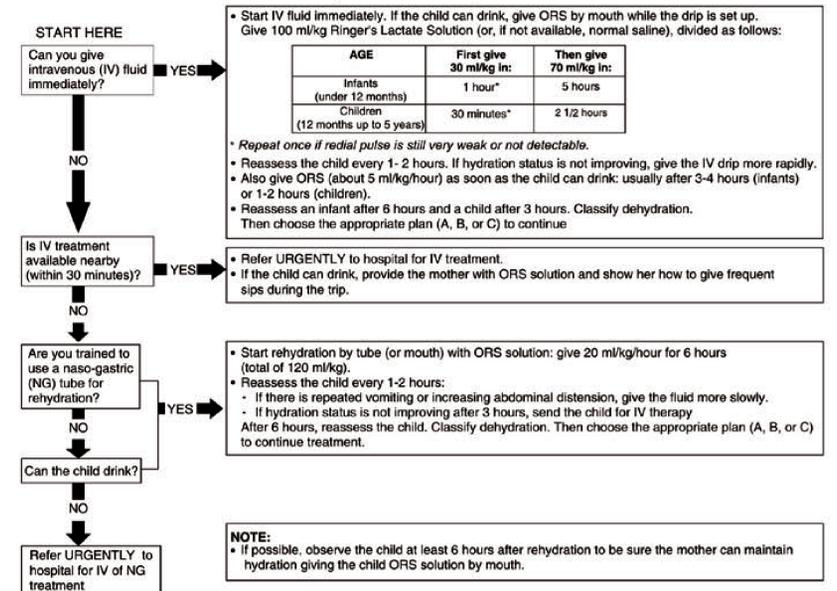 START HERE
Can you give
intravenous (IV) fluid
immediately?
YES
• Start IV fluid immediately. If the child can drink, give ORS by mouth while the drip is set up.
Give 100 ml/kg Ringer's Lactate Solution (or, if not available, normal saline), divided as follows:
AGE
First give
30 ml/kg in:
Then give
70 ml/kg in:
Infants
(under 12 months)
1 hour*
5 hours
Children
(12 months up to 5 years)
30 minutes*
2 1/2 hours
* Repeat once if redial pulse is still very weak or not detectable.
• Reassess the child every 1- 2 hours. If hydration status is not improving, give the IV drip more rapidly.
• Also give ORS (about 5 ml/kg/hour) as soon as the child can drink: usually after 3-4 hours (infants)
or 1-2 hours (children).
• Reassess an infant after 6 hours and a child after 3 hours. Classify dehydration.
Then choose the appropriate plan (A, B, or C) to continue
NO
Is IV treatment
available nearby
(within 30 minutes)?
YES
• Refer URGENTLY to hospital for IV treatment.
• If the child can drink, provide the mother with ORS solution and show her how to give frequent
sips during the trip.
NO
Are you trained to
use a naso-gastric
(NG) tube for
rehydration?
YES
• Start rehydration by tube (or mouth) with ORS solution: give 20 ml/kg/hour for 6 hours
(total of 120 ml/kg).
• Reassess the child every 1-2 hours:
- If there is repeated vomiting or increasing abdominal distension, give the fluid more slowly.
- If hydration status is not improving after 3 hours, send the child for IV therapy
After 6 hours, reassess the child. Classify dehydration. Then choose the appropriate plan (A, B, or C)
to continue treatment.
NO
Can the child drink?
NO
Refer URGENTLY to
hospital for IV of NG
treatment
NOTE:
• If possible, observe the child at least 6 hours after rehydration to be sure the mother can maintain
hydration giving the child ORS solution by mouth.